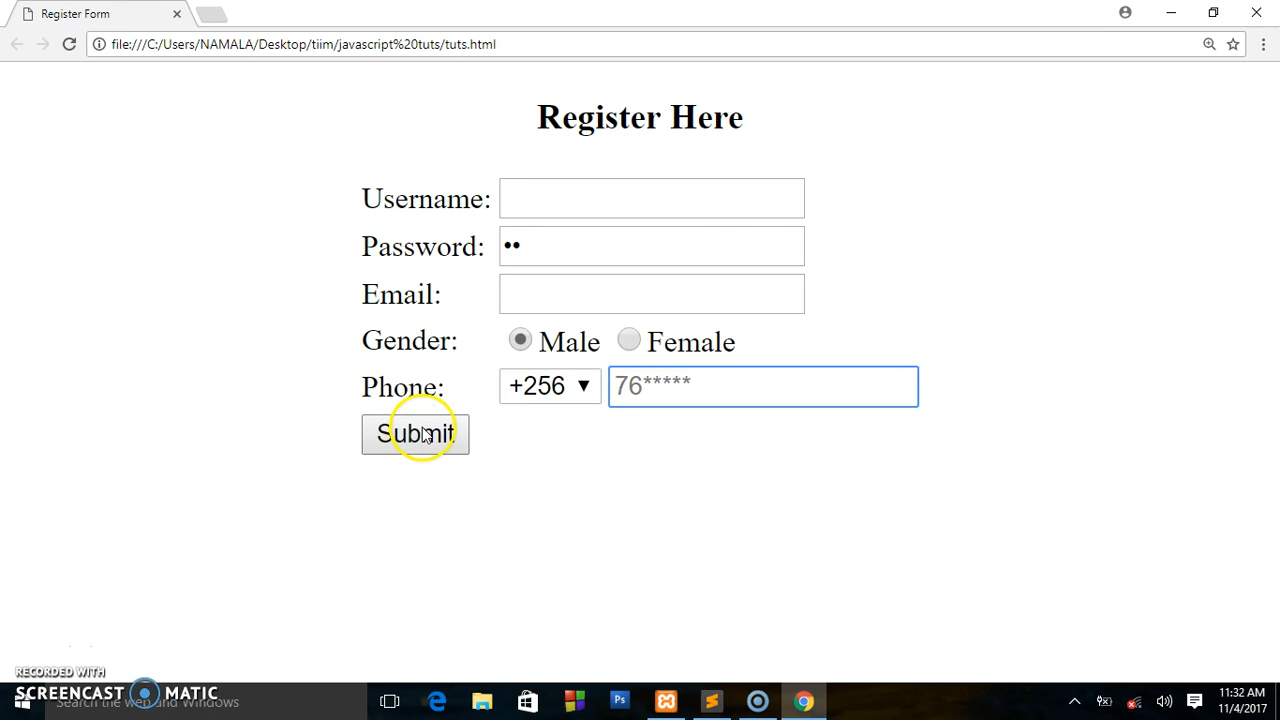 Register Form
file:///C:/Users/NAMALA/Desktop/tiim/javascript%20tuts/tuts.html
Register Here
Username:
Password: ••
Email:
Gender: Male Female
Phone: +256 ▼ 76*****
Submit
RECORDED WITH
SCREENCAST MATIC
Search the web and Windows
Ps
11:32 AM
11/4/2017